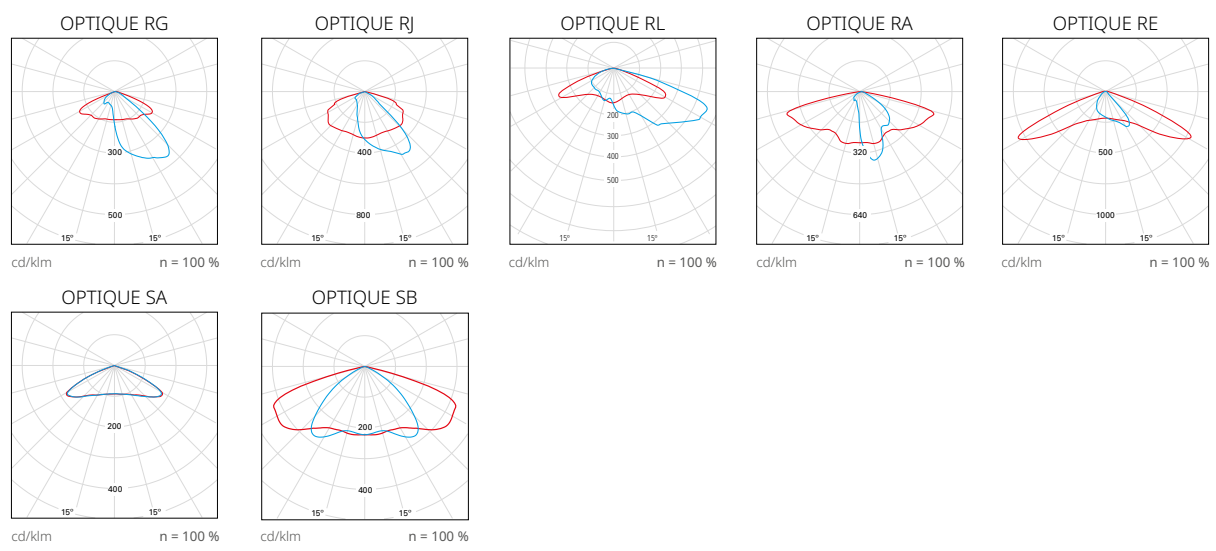 OPTIQUE RG
300
500
15° 15°
cd/klm n = 100 %
OPTIQUE RJ
400
800
15° 15°
cd/klm n = 100 %
OPTIQUE RL
200
300
400
500
15° 15°
cd/klm n = 100 %
OPTIQUE RA
320
640
15° 15°
cd/klm n = 100 %
OPTIQUE RE
500
1000
15° 15°
cd/klm n = 100 %
OPTIQUE SA
200
400
15° 15°
cd/klm n = 100 %
OPTIQUE SB
200
400
15° 15°
cd/klm n = 100 %